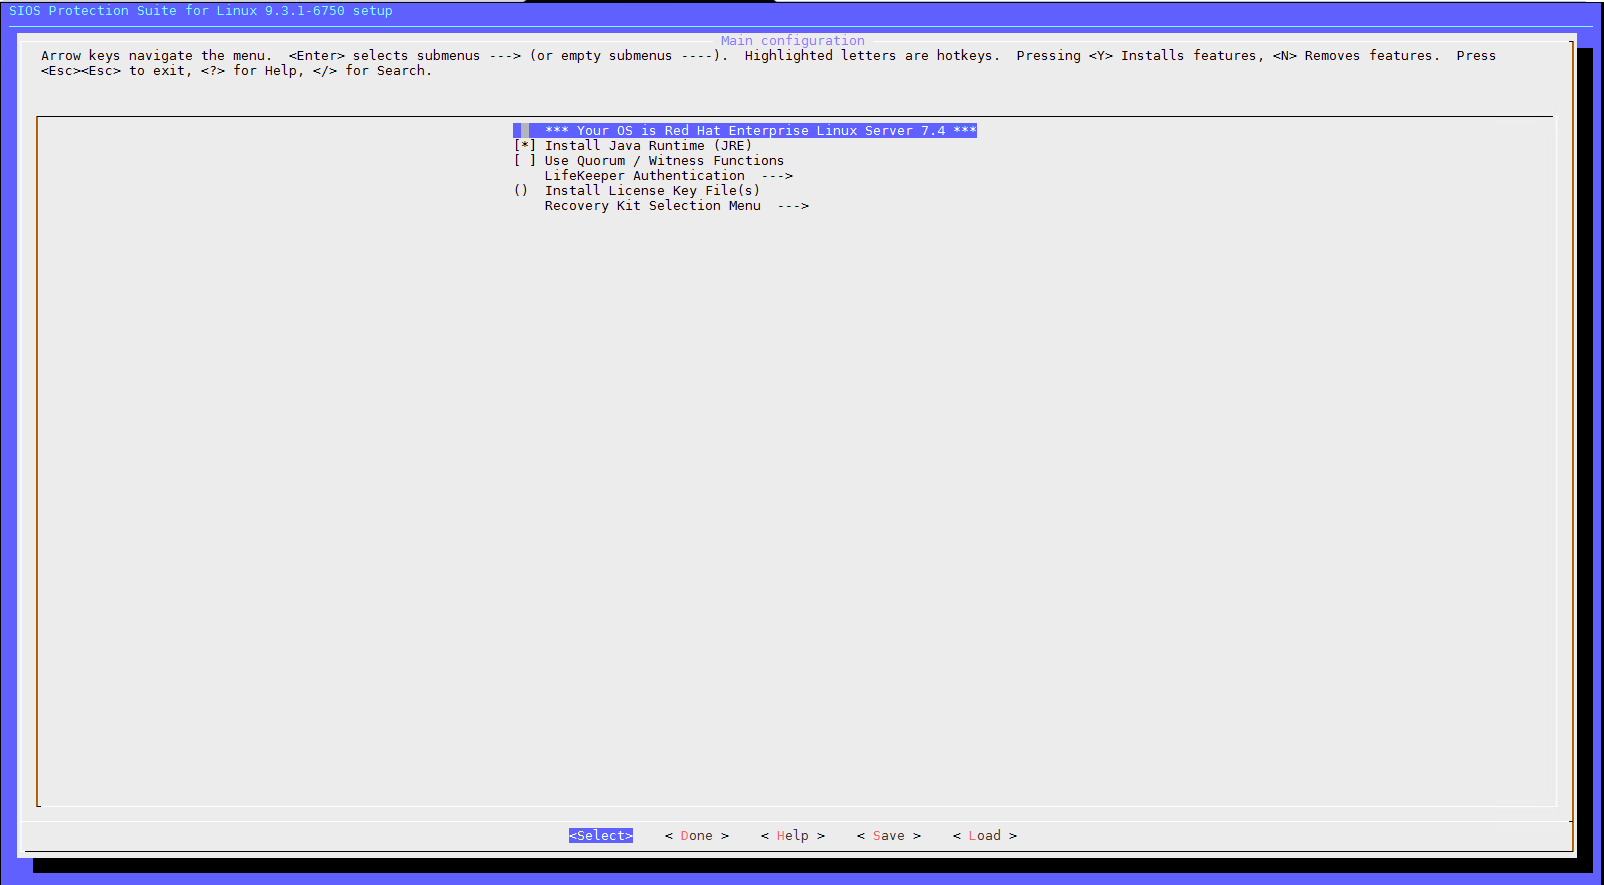 SIOS Protection Suite for Linux 9.3.1-6750 setup
Main configuration
Arrow keys navigate the menu.  <Enter> selects submenus ---> (or empty submenus ----).  Highlighted letters are hotkeys.  Pressing <Y> Installs features, <N> Removes features.  Press
<Esc><Esc> to exit, <?> for Help, </> for Search.
*** Your OS is Red Hat Enterprise Linux Server 7.4 ***
[*] Install Java Runtime (JRE)
[ ] Use Quorum / Witness Functions
LifeKeeper Authentication  --->
()  Install License Key File(s)
Recovery Kit Selection Menu  --->
<Select>    < Done >    < Help >    < Save >    < Load >